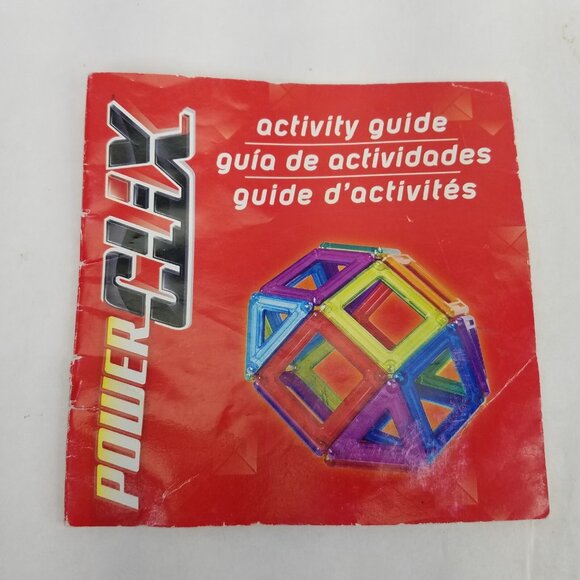 POWER CLIX
activity guide
guía de actividades
guide d'activités